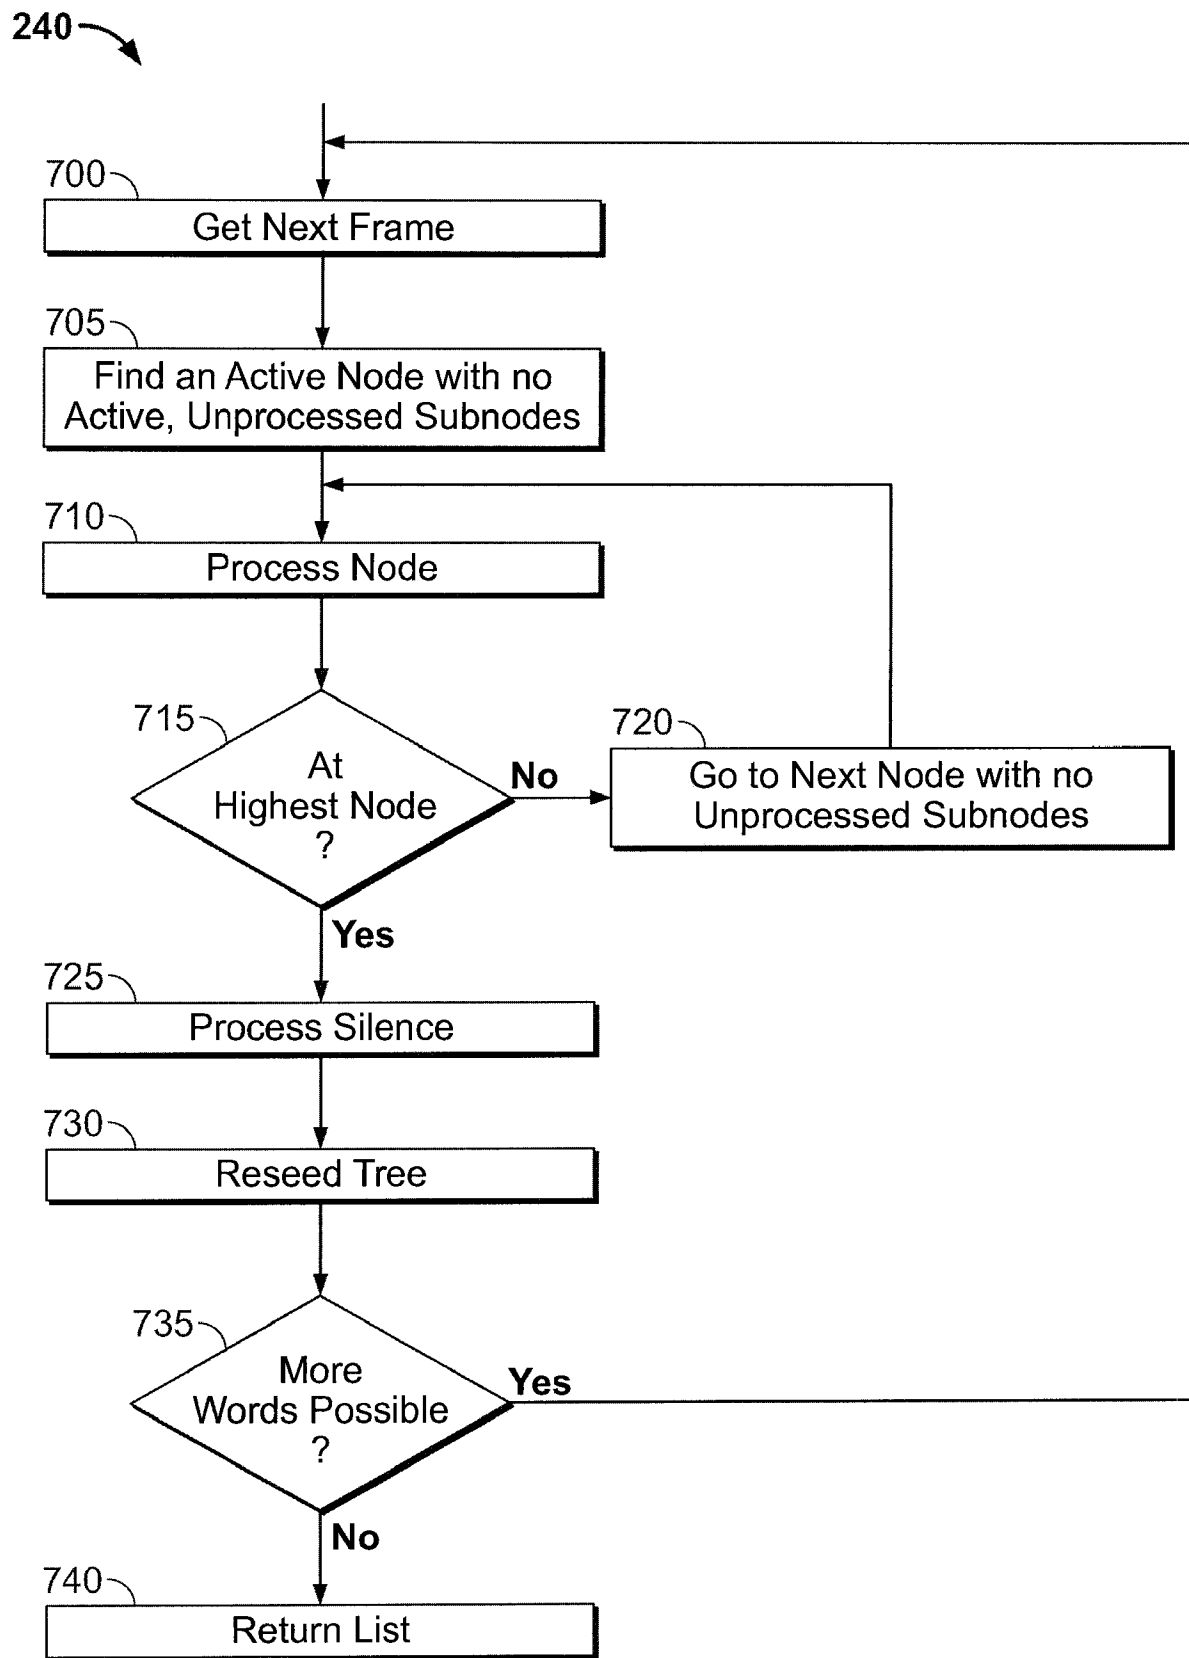 240
700
Get Next Frame
705
Find an Active Node with no
Active, Unprocessed Subnodes
710
Process Node
715
At
Highest Node
?
No
720
Go to Next Node with no
Unprocessed Subnodes
Yes
725
Process Silence
730
Reseed Tree
735
More
Words Possible
?
Yes
No
740
Return List